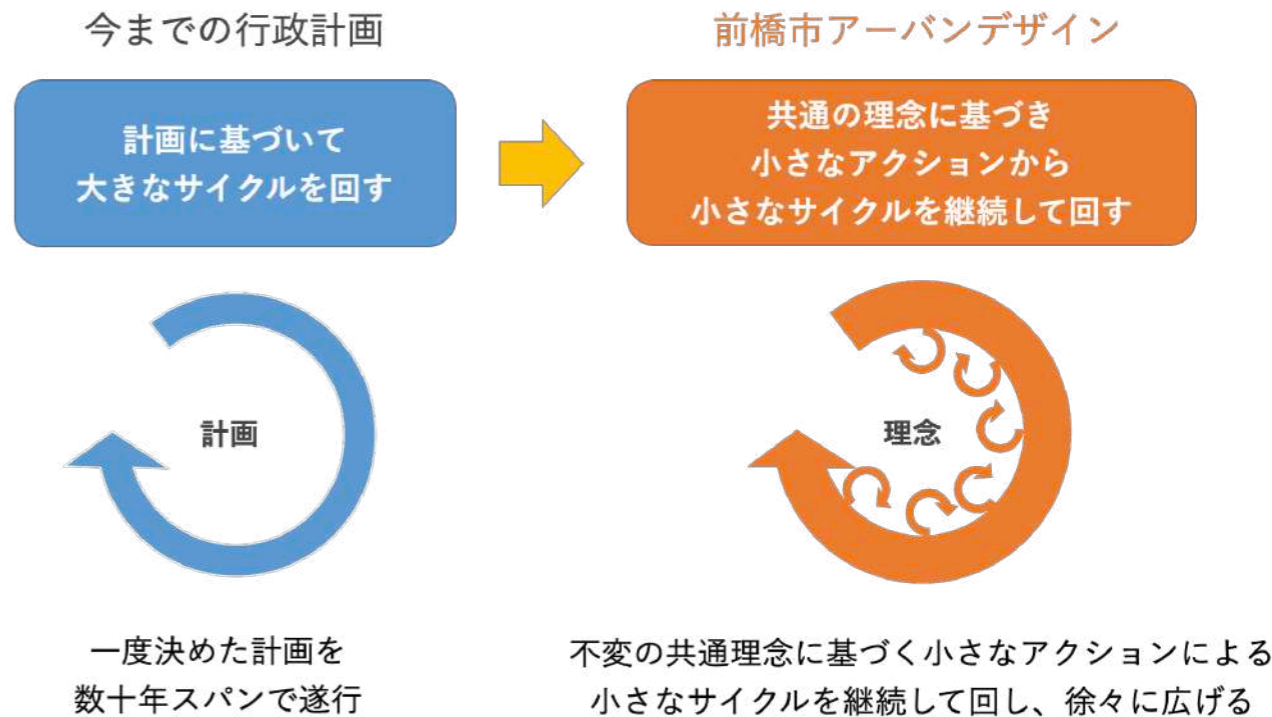 今までの行政計画
計画に基づいて
大きなサイクルを回す
計画
一度決めた計画を
数十年スパンで遂行
前橋市アーバンデザイン
共通の理念に基づき
小さなアクションから
小さなサイクルを継続して回す
理念
不変の共通理念に基づく小さなアクションによる
小さなサイクルを継続して回し、徐々に広げる